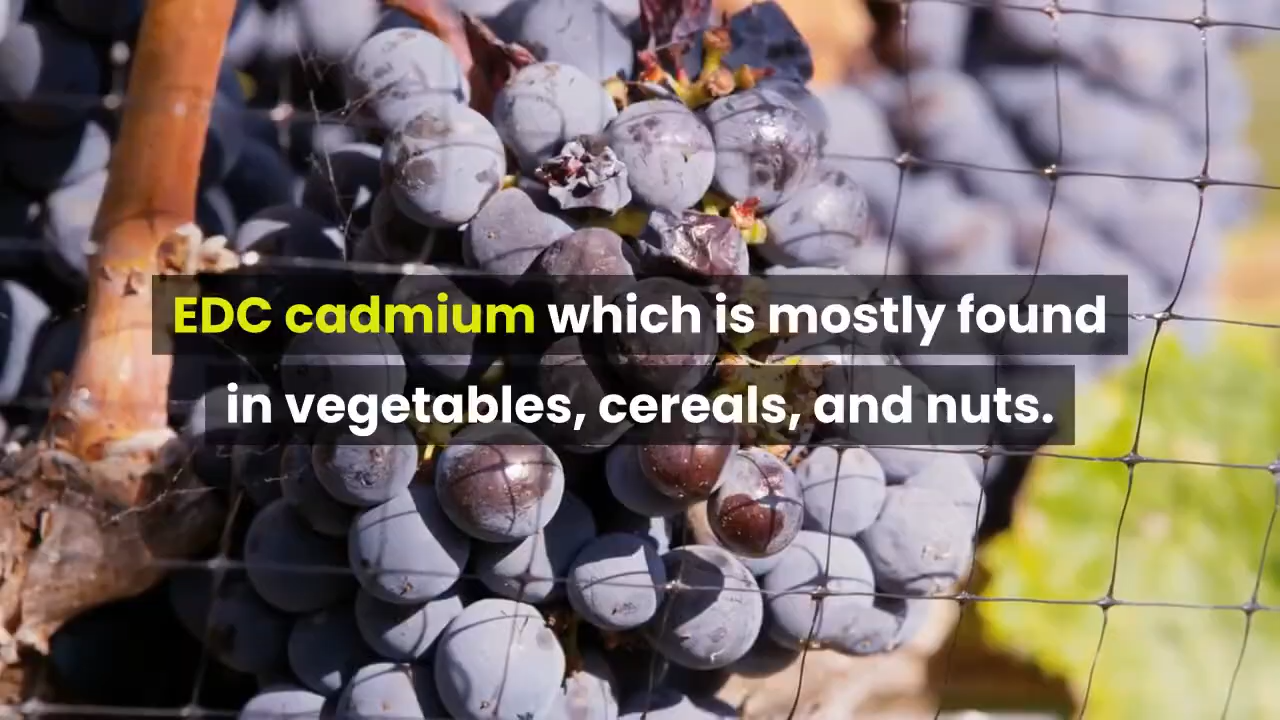 EDC cadmium which is mostly found
in vegetables, cereals, and nuts.